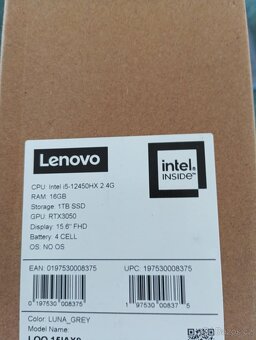 Lenovo
intel
INSIDE™
CPU: Intel i5-12450HX 2.4G
RAM: 16GB
Storage: 1TB SSD
GPU: RTX3050
Display: 15.6" FHD
Battery: 4 CELL
OS: NO OS
EAN: 0197530008375
UPC: 197530008375
0 197530 008375
1 97530 00837 5
Color: LUNA_GREY
Model Name:
LOQ 15IAX9